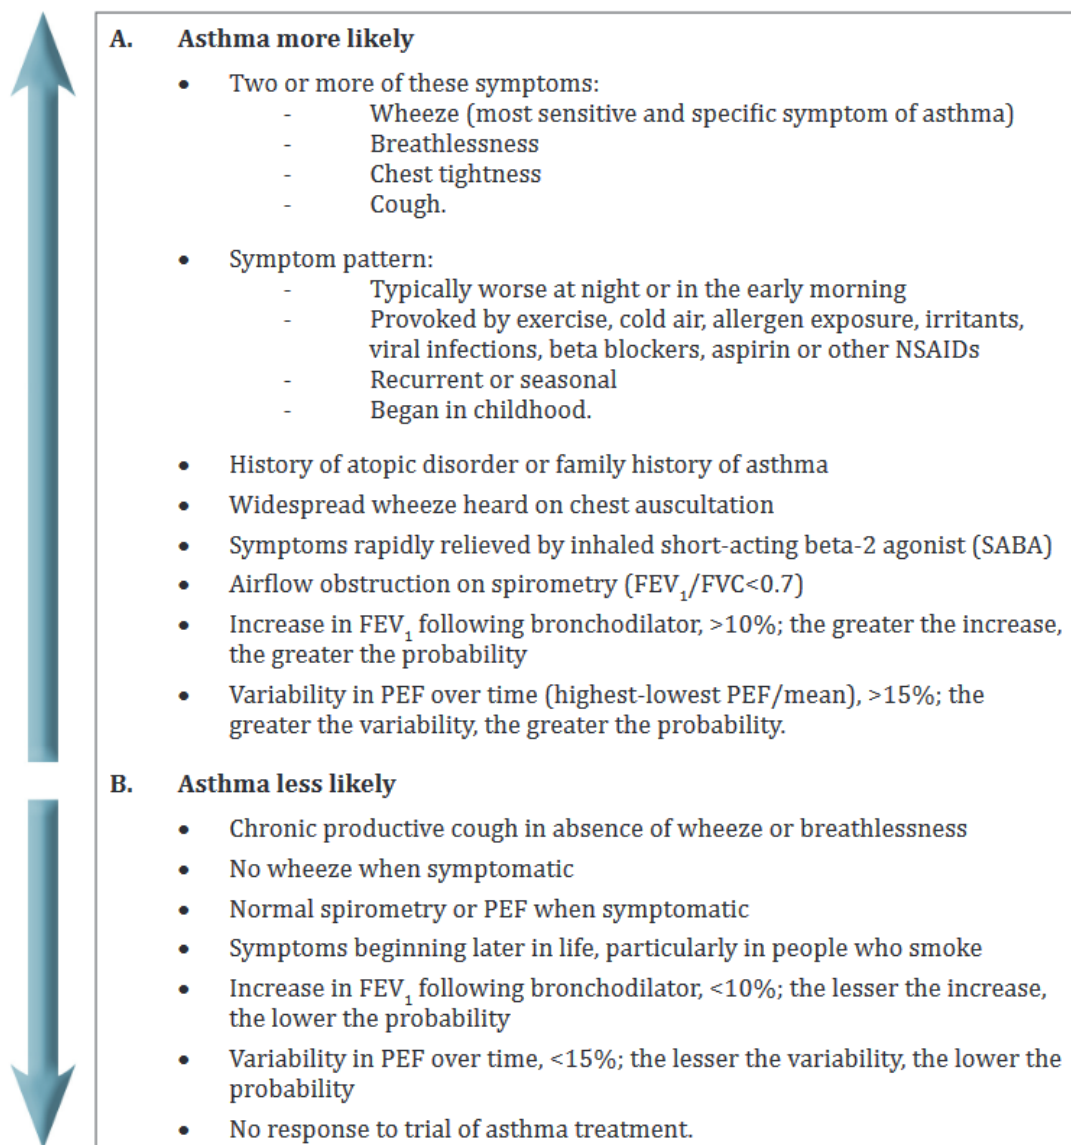 A. Asthma more likely
• Two or more of these symptoms:
- Wheeze (most sensitive and specific symptom of asthma)
- Breathlessness
- Chest tightness
- Cough.
• Symptom pattern:
- Typically worse at night or in the early morning
- Provoked by exercise, cold air, allergen exposure, irritants,
viral infections, beta blockers, aspirin or other NSAIDs
- Recurrent or seasonal
- Began in childhood.
• History of atopic disorder or family history of asthma
• Widespread wheeze heard on chest auscultation
• Symptoms rapidly relieved by inhaled short-acting beta-2 agonist (SABA)
• Airflow obstruction on spirometry (FEV₁/FVC<0.7)
• Increase in FEV₁ following bronchodilator, >10%; the greater the increase,
the greater the probability
• Variability in PEF over time (highest-lowest PEF/mean), >15%; the
greater the variability, the greater the probability.
B. Asthma less likely
• Chronic productive cough in absence of wheeze or breathlessness
• No wheeze when symptomatic
• Normal spirometry or PEF when symptomatic
• Symptoms beginning later in life, particularly in people who smoke
• Increase in FEV₁ following bronchodilator, <10%; the lesser the increase,
the lower the probability
• Variability in PEF over time, <15%; the lesser the variability, the lower the
probability
• No response to trial of asthma treatment.